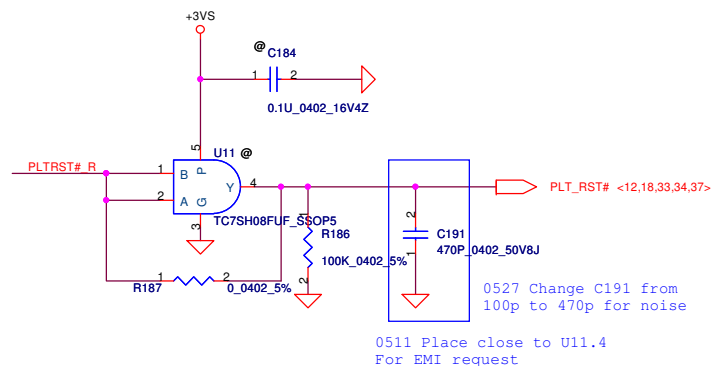 +3VS
@
C184
1 2
0.1U_0402_16V4Z
5
U11 @
PLTRST#_R
1 B P
Y 4
PLT_RST# <12,18,33,34,37>
2 A G
TC7SH08FUF_SSOP5
3
1
R186
100K_0402_5%
2
2
C191
470P_0402_50V8J
1
1 2
R187 0_0402_5%
0527 Change C191 from
100p to 470p for noise
0511 Place close to U11.4
For EMI request